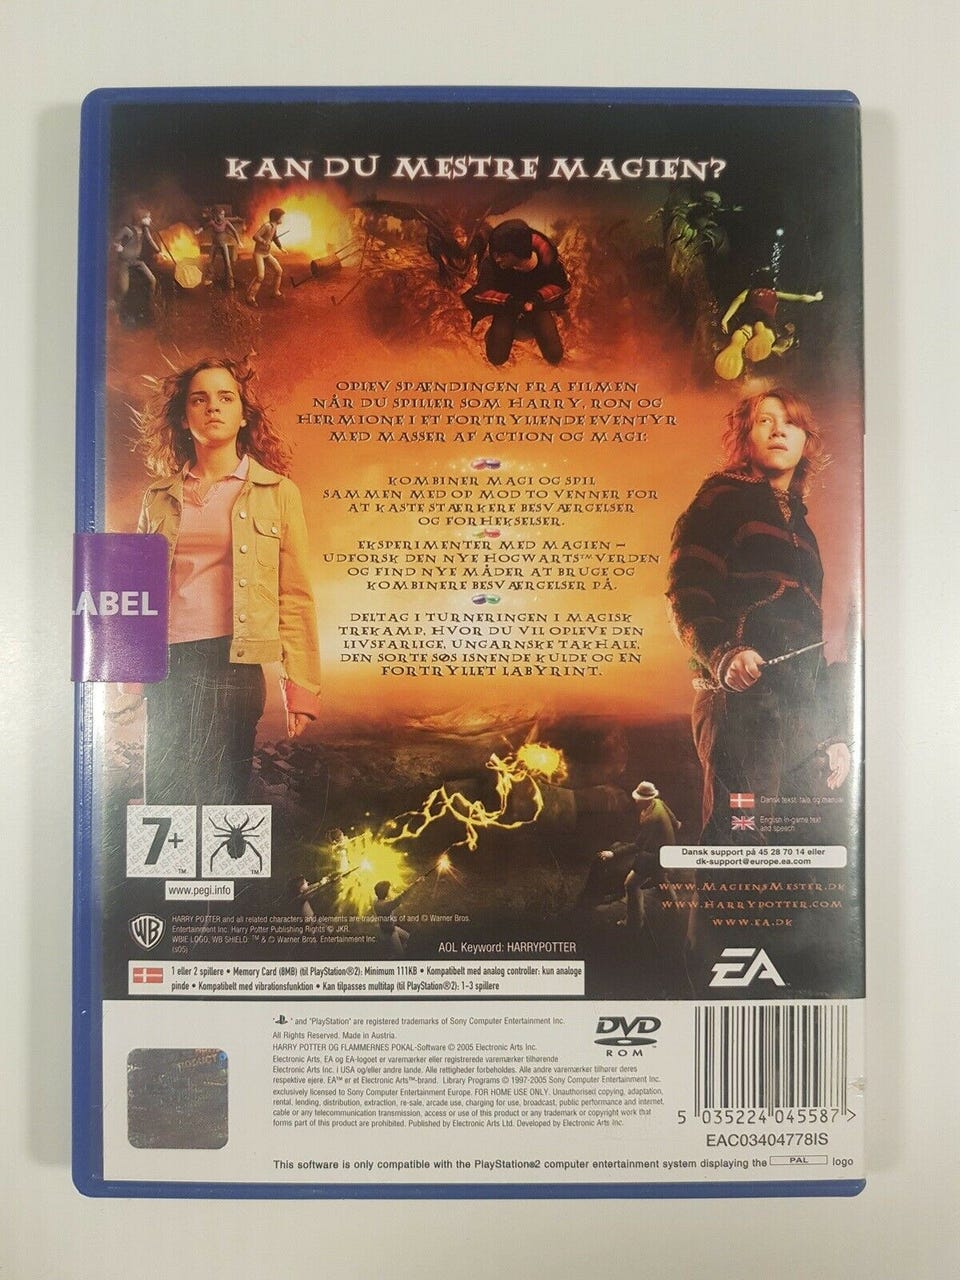 KAN DU MESTRE MAGIEN?
OPLEV SPÆNDINGEN FRA FILMEN
NÅR DU SPILLER SOM HARRY, RON OG
HERMIONE I ET FORTRYLLENDE EVENTYR
MED MASSER AF ACTION OG MAGI:
KOMBINER MAGI OG SPIL
SAMMEN MED OP MOD TO VENNER FOR
AT KASTE STÆRKERE BESVÆRGELSER
OG FORHEKSELSER.
EKSPERIMENTER MED MAGIEN –
UDFORSK DEN NYE HOGWARTS™ VERDEN
OG FIND NYE MÅDER AT BRUGE OG
KOMBINERE BESVÆRGELSER PÅ.
DELTAG I TURNERINGEN I MAGISK
TREKAMP, HVOR DU VIL OPLEVE DEN
LIVSFARLIGE, UNGARNSKE TAKHALE,
DEN SORTE SØS ISNENDE KULDE OG EN
FORTRYLLET LABYRINT.
LABEL
7+
™
™
www.pegi.info
Dansk text, tale og manual
English in-game text
and speech
Dansk support på 45 28 70 14 eller
dk-support@europe.ea.com
WWW.MAGIENSMESTER.DK
WWW.HARRYPOTTER.COM
WWW.EA.DK
WB
HARRY POTTER and all related characters and elements are trademarks of and © Warner Bros.
Entertainment Inc. Harry Potter Publishing Rights © JKR.
WBIE LOGO, WB SHIELD: ™ & © Warner Bros. Entertainment Inc.
(s05)
AOL Keyword: HARRYPOTTER
EA
1 eller 2 spillere • Memory Card (8MB) (til PlayStation®2): Minimum 111KB • Kompatibelt med analog controller: kun analoge
pinde • Kompatibelt med vibrationsfunktion • Kan tilpasses multitap (til PlayStation®2): 1-3 spillere
" " and "PlayStation" are registered trademarks of Sony Computer Entertainment Inc.
All Rights Reserved. Made in Austria.
HARRY POTTER OG FLAMMERNES POKAL-Software © 2005 Electronic Arts Inc.
Electronic Arts, EA og EA-logoet er varemærker eller registrerede varemærker tilhørende
Electronic Arts Inc. i USA og/eller andre lande. Alle rettigheder forbeholdes. Alle andre varemærker tilhører deres
respektive ejere. EA™ er et Electronic Arts™-brand. Library Programs © 1997-2005 Sony Computer Entertainment Inc.
exclusively licensed to Sony Computer Entertainment Europe. FOR HOME USE ONLY. Unauthorised copying, adaptation,
rental, lending, distribution, extraction, re-sale, arcade use, charging for use, broadcast, public performance and internet,
cable or any telecommunication transmission, access or use of this product or any trademark or copyright work that
forms part of this product are prohibited. Published by Electronic Arts Ltd. Developed by Electronic Arts Inc.
DVD
ROM
5 035224 045587 >
EAC03404778IS
This software is only compatible with the PlayStation®2 computer entertainment system displaying the PAL logo